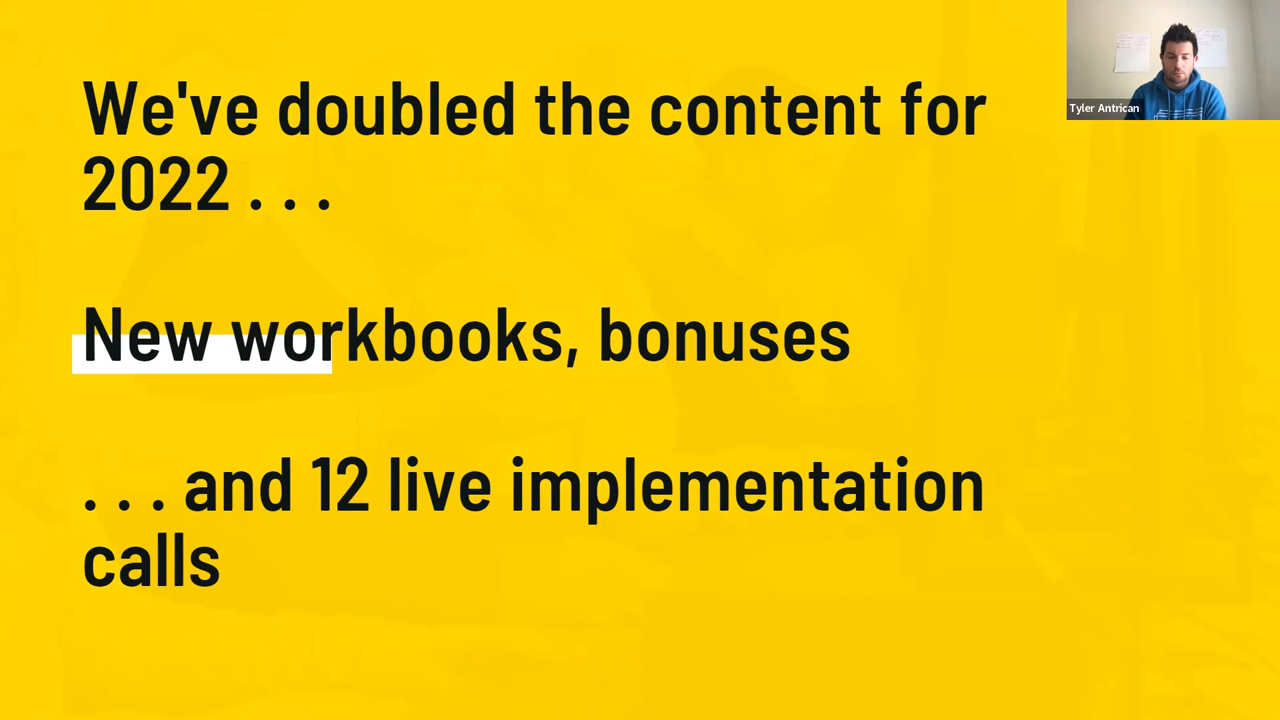 We've doubled the content for
2022 . . .
New workbooks, bonuses
. . . and 12 live implementation
calls
Tyler Antrican